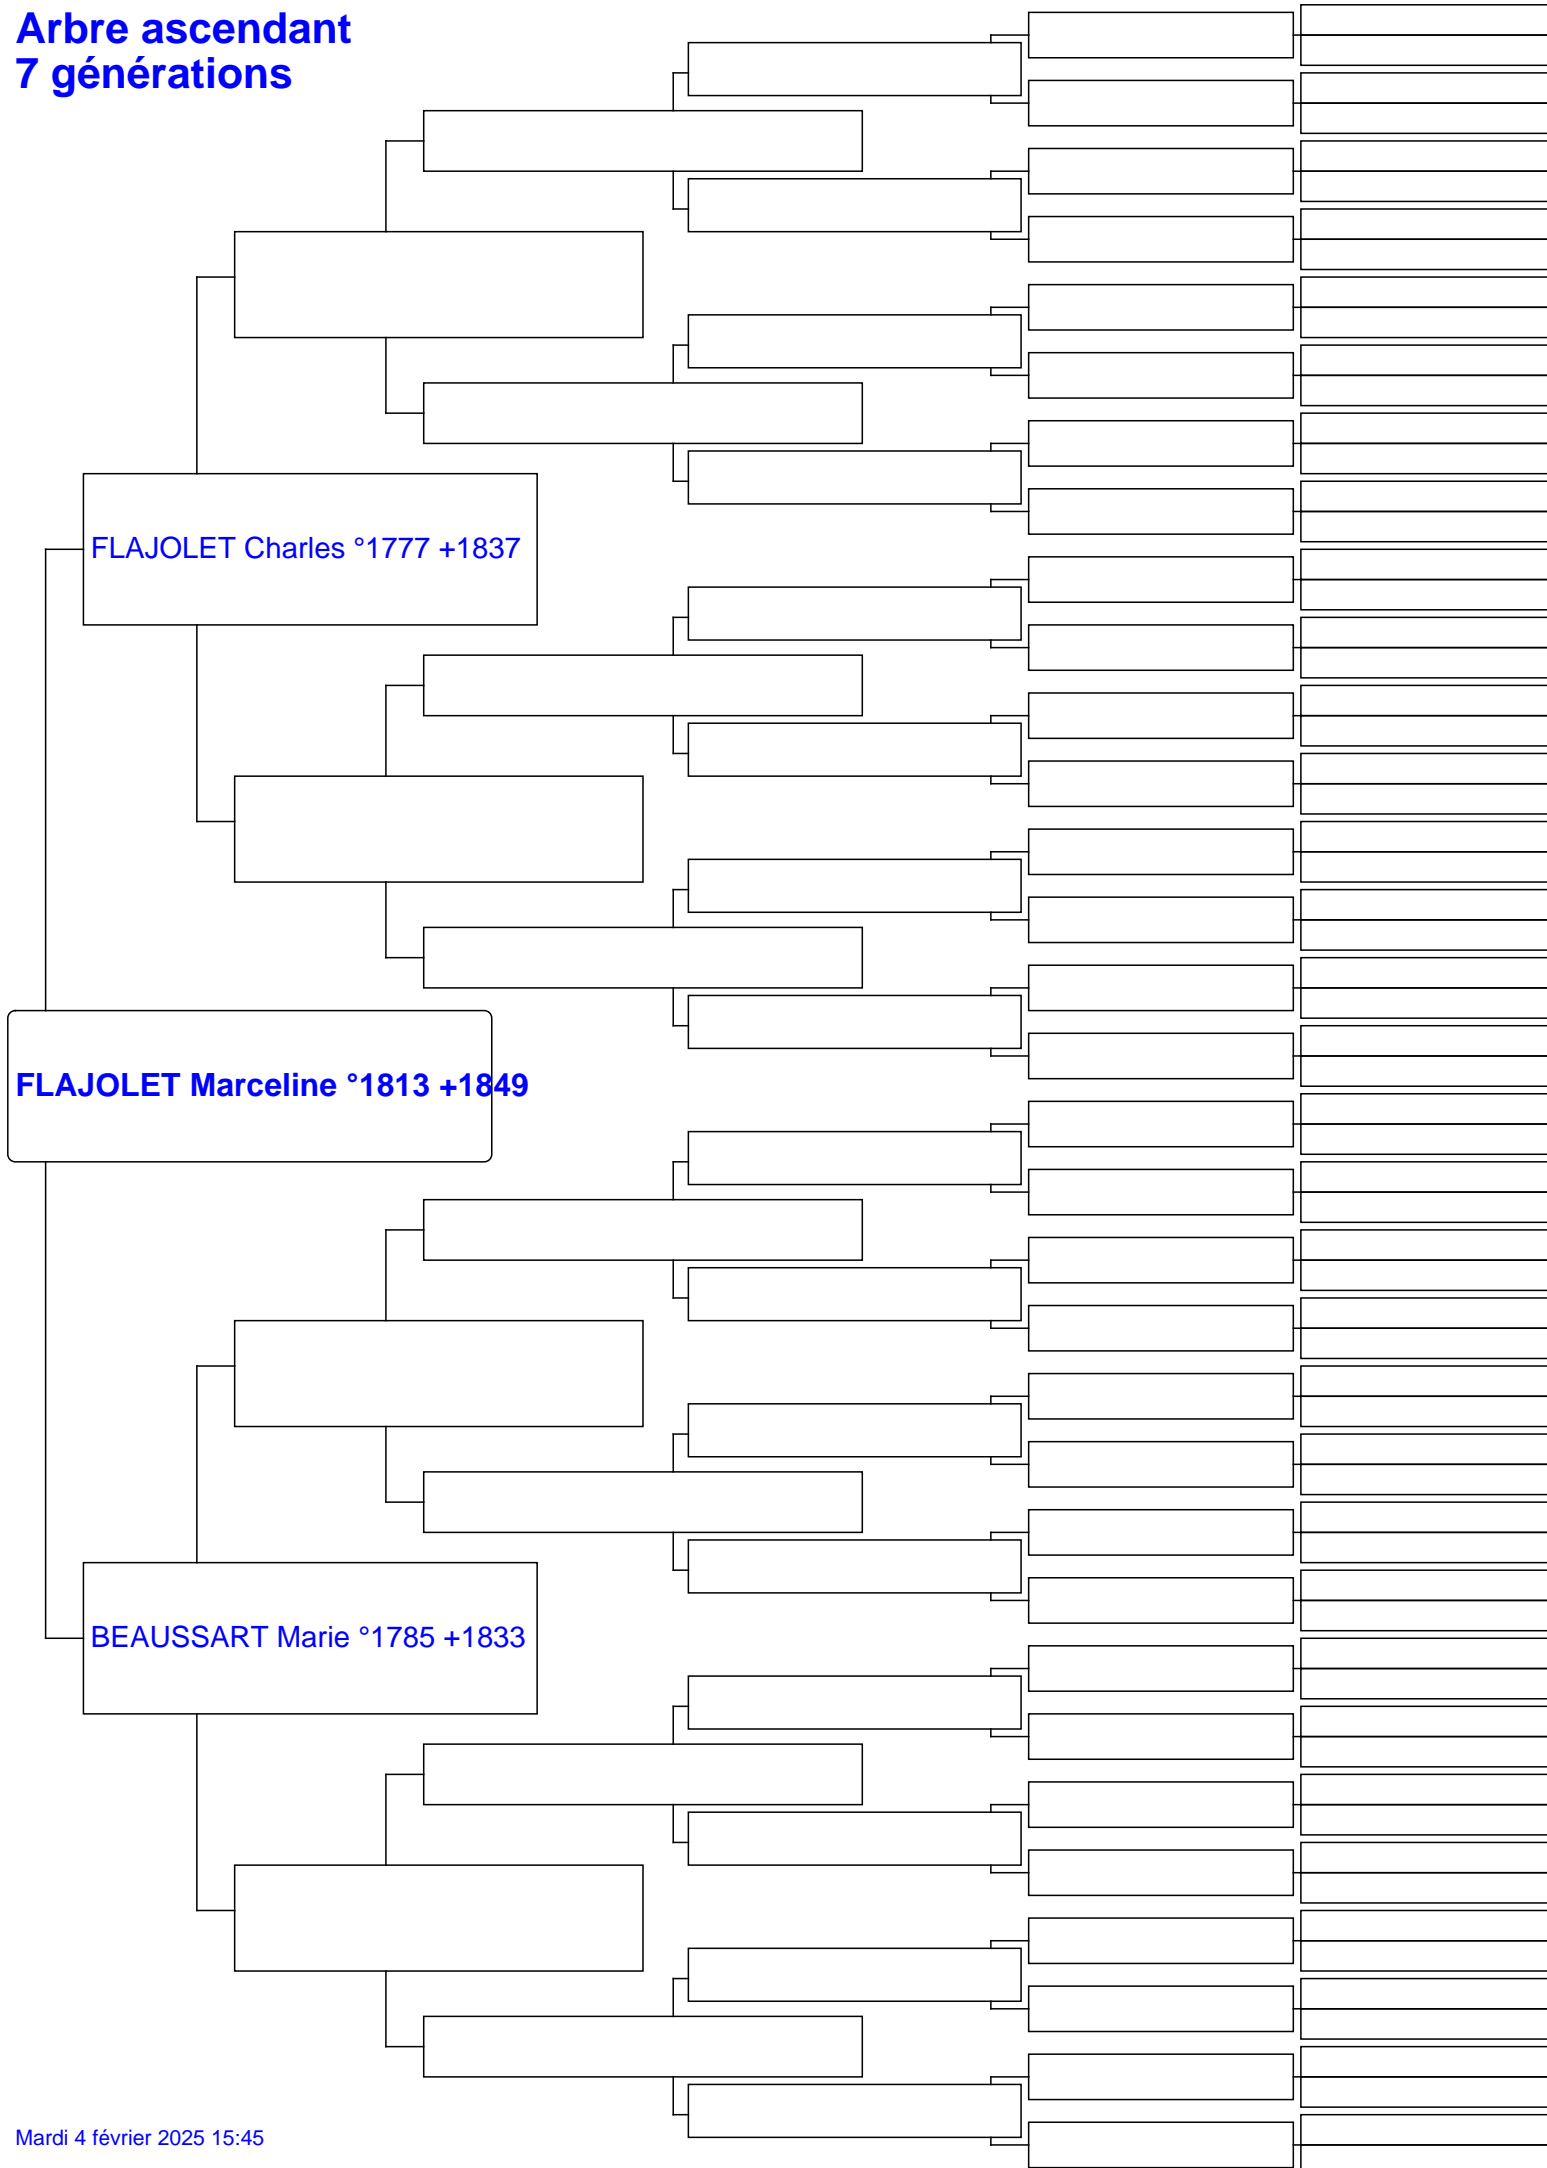 Arbre ascendant
7 générations
FLAJOLET Charles °1777 +1837
FLAJOLET Marceline °1813 +1849
BEAUSSART Marie °1785 +1833
Mardi 4 février 2025 15:45